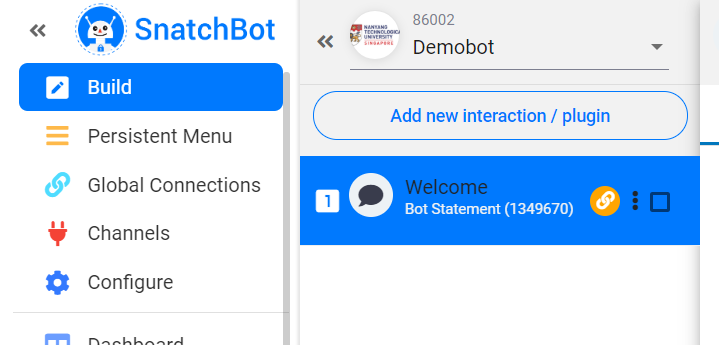 SnatchBot
Build
Persistent Menu
Global Connections
Channels
Configure
Dashboard
NANYANG
TECHNOLOGICAL
UNIVERSITY
SINGAPORE
86002
Demobot
Add new interaction / plugin
1
Welcome
Bot Statement (1349670)